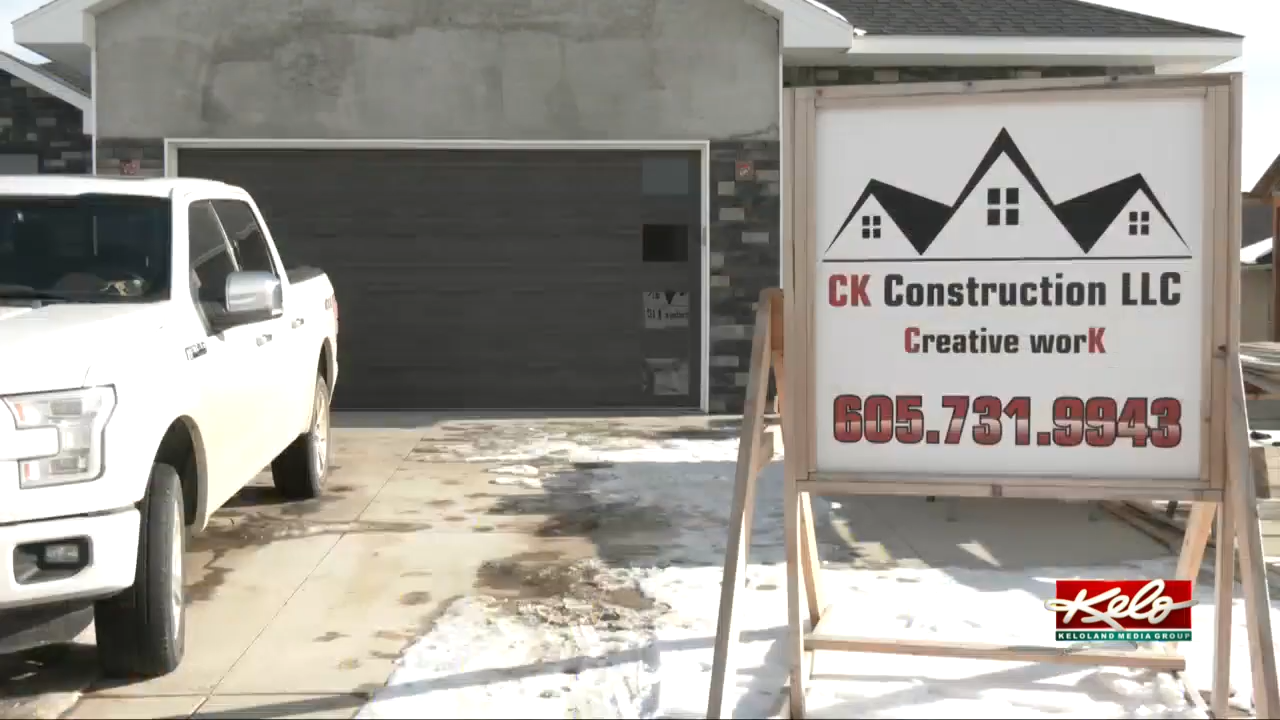 CK Construction LLC
Creative worK
605.731.9943
Kelo
KELOLAND MEDIA GROUP